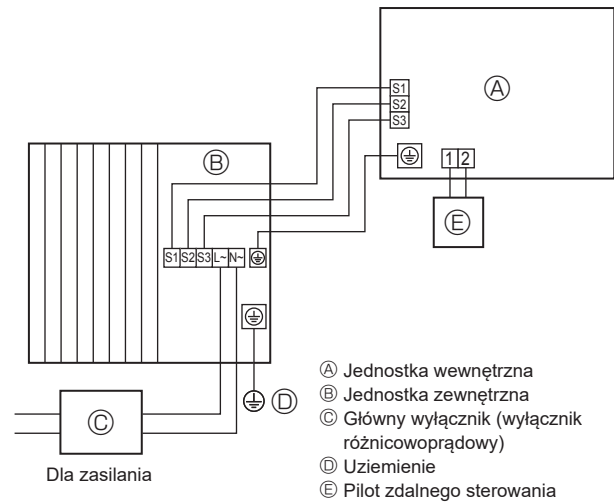 S1
S2
S3
Ⓐ
Ⓑ
1 2
Ⓔ
S1 S2 S3 L~ N~
Ⓓ
Ⓒ
Dla zasilania
Ⓐ Jednostka wewnętrzna
Ⓑ Jednostka zewnętrzna
Ⓒ Główny wyłącznik (wyłącznik
różnicowoprądowy)
Ⓓ Uziemienie
Ⓔ Pilot zdalnego sterowania